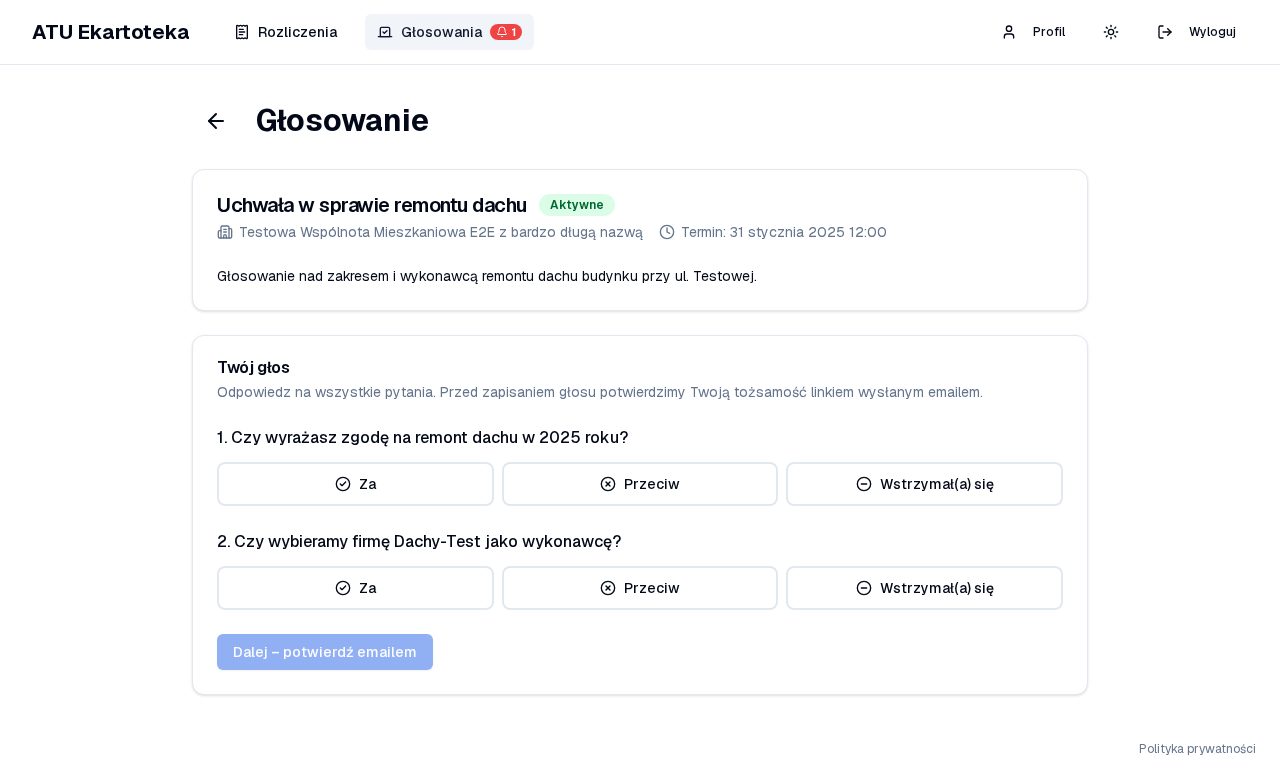 ATU Ekartoteka
Rozliczenia
Głosowania
1
Profil
Wyloguj
Głosowanie
Uchwała w sprawie remontu dachu
Aktywne
Testowa Wspólnota Mieszkaniowa E2E z bardzo długą nazwą
Termin: 31 stycznia 2025 12:00
Głosowanie nad zakresem i wykonawcą remontu dachu budynku przy ul. Testowej.
Twój głos
Odpowiedz na wszystkie pytania. Przed zapisaniem głosu potwierdzimy Twoją tożsamość linkiem wysłanym emailem.
1. Czy wyrażasz zgodę na remont dachu w 2025 roku?
Za
Przeciw
Wstrzymał(a) się
2. Czy wybieramy firmę Dachy-Test jako wykonawcę?
Za
Przeciw
Wstrzymał(a) się
Dalej – potwierdź emailem
Polityka prywatności